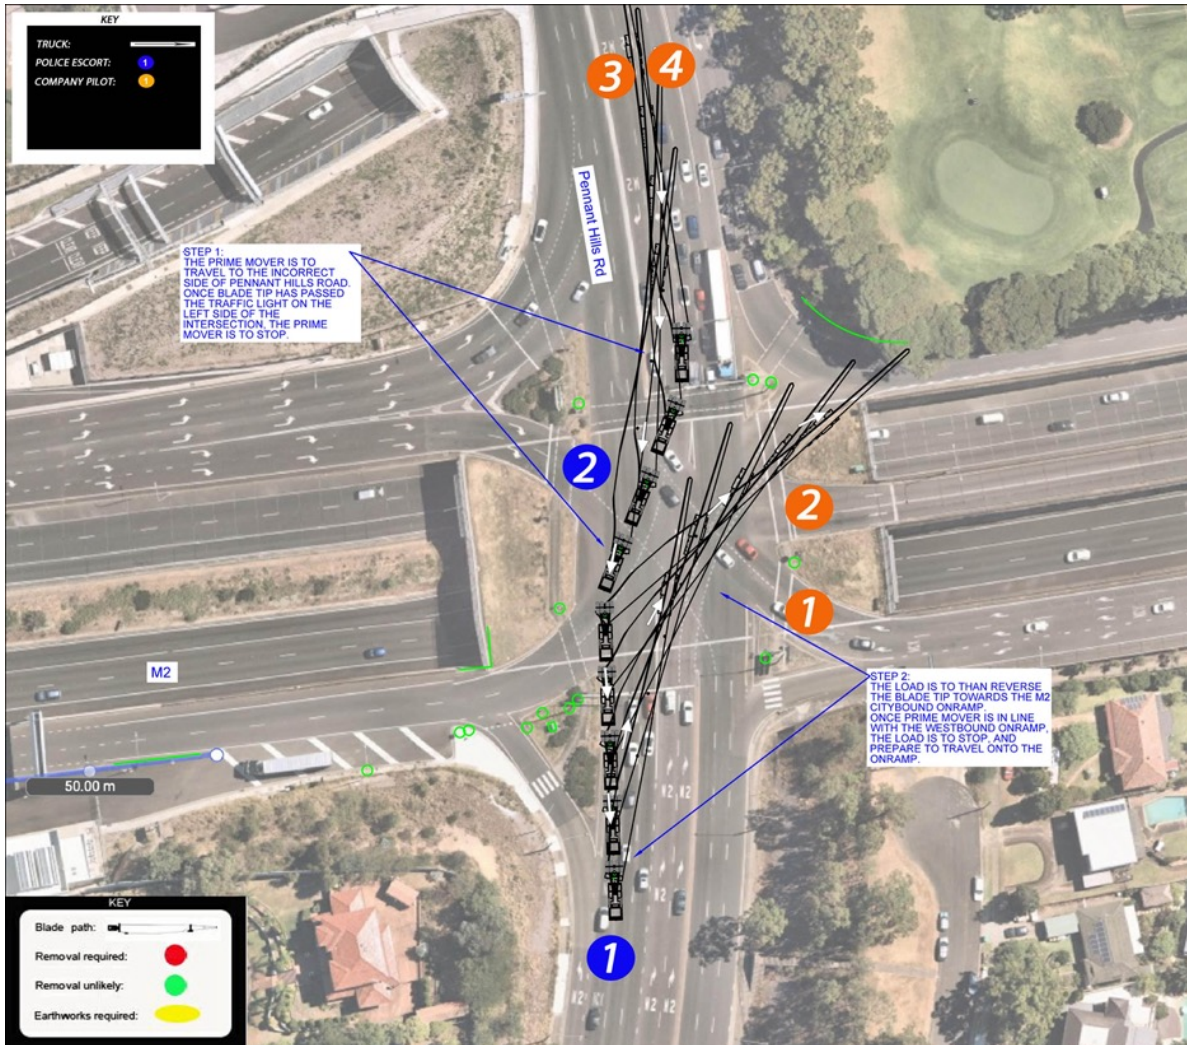 KEY
TRUCK:
POLICE ESCORT: 1
COMPANY PILOT: 1
3
4
Pennant Hills Rd
STEP 1:
THE PRIME MOVER IS TO
TRAVEL TO THE INCORRECT
SIDE OF PENNANT HILLS ROAD.
ONCE BLADE TIP HAS PASSED
THE TRAFFIC LIGHT ON THE
LEFT SIDE OF THE
INTERSECTION, THE PRIME
MOVER IS TO STOP.
2
2
1
M2
STEP 2:
THE LOAD IS TO THAN REVERSE
THE BLADE TIP TOWARDS THE M2
CITYBOUND ONRAMP.
ONCE PRIME MOVER IS IN LINE
WITH THE WESTBOUND ONRAMP,
THE LOAD IS TO STOP, AND
PREPARE TO TRAVEL ONTO THE
ONRAMP.
50.00 m
M2 M2
1
KEY
Blade path:
Removal required:
Removal unlikely:
Earthworks required: